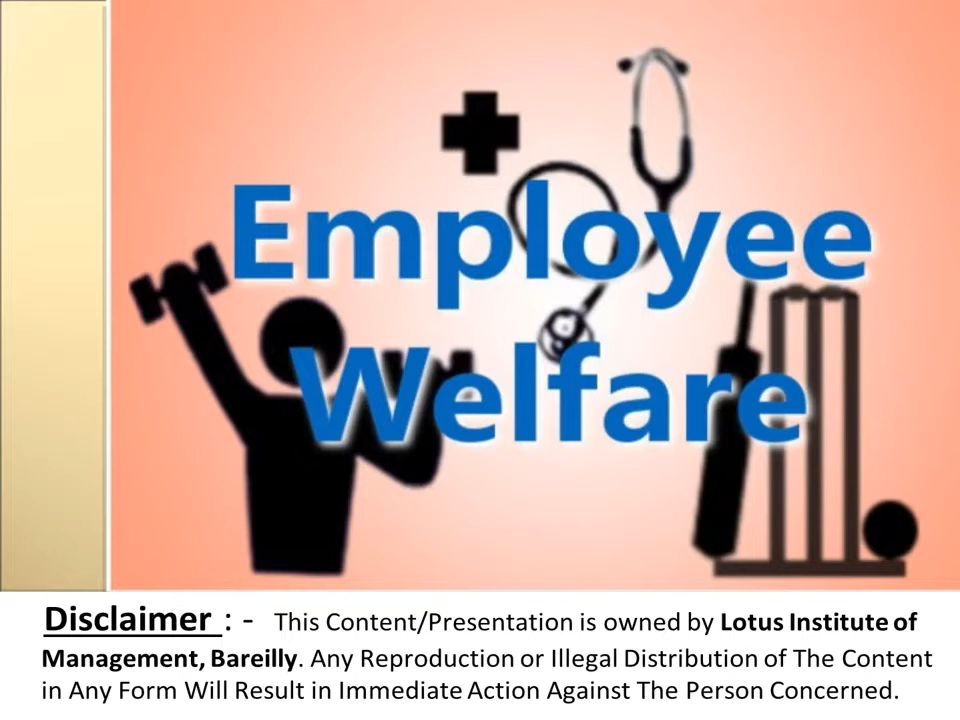 Employee
Welfare
Disclaimer : - This Content/Presentation is owned by Lotus Institute of
Management, Bareilly. Any Reproduction or Illegal Distribution of The Content
in Any Form Will Result in Immediate Action Against The Person Concerned.